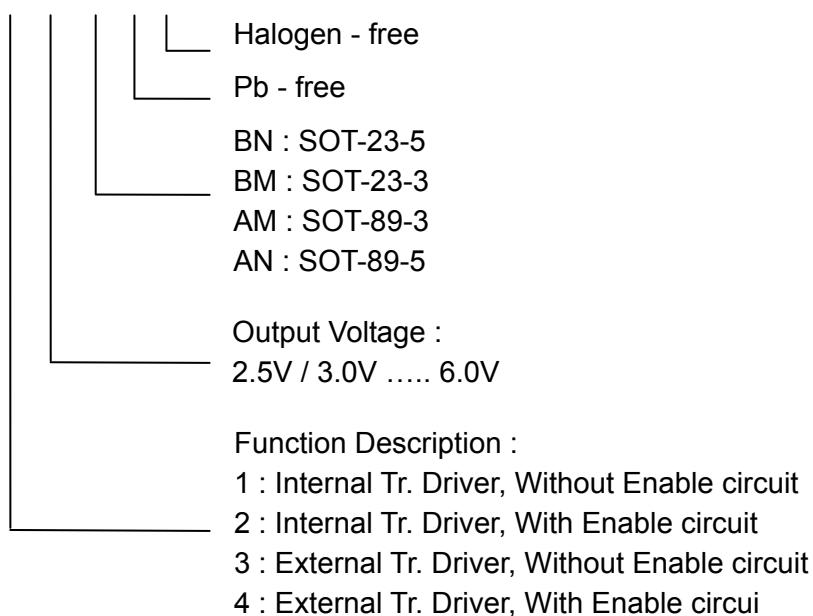 Halogen - free
Pb - free
BN : SOT-23-5
BM : SOT-23-3
AM : SOT-89-3
AN : SOT-89-5
Output Voltage :
2.5V / 3.0V ….. 6.0V
Function Description :
1 : Internal Tr. Driver, Without Enable circuit
2 : Internal Tr. Driver, With Enable circuit
3 : External Tr. Driver, Without Enable circuit
4 : External Tr. Driver, With Enable circui